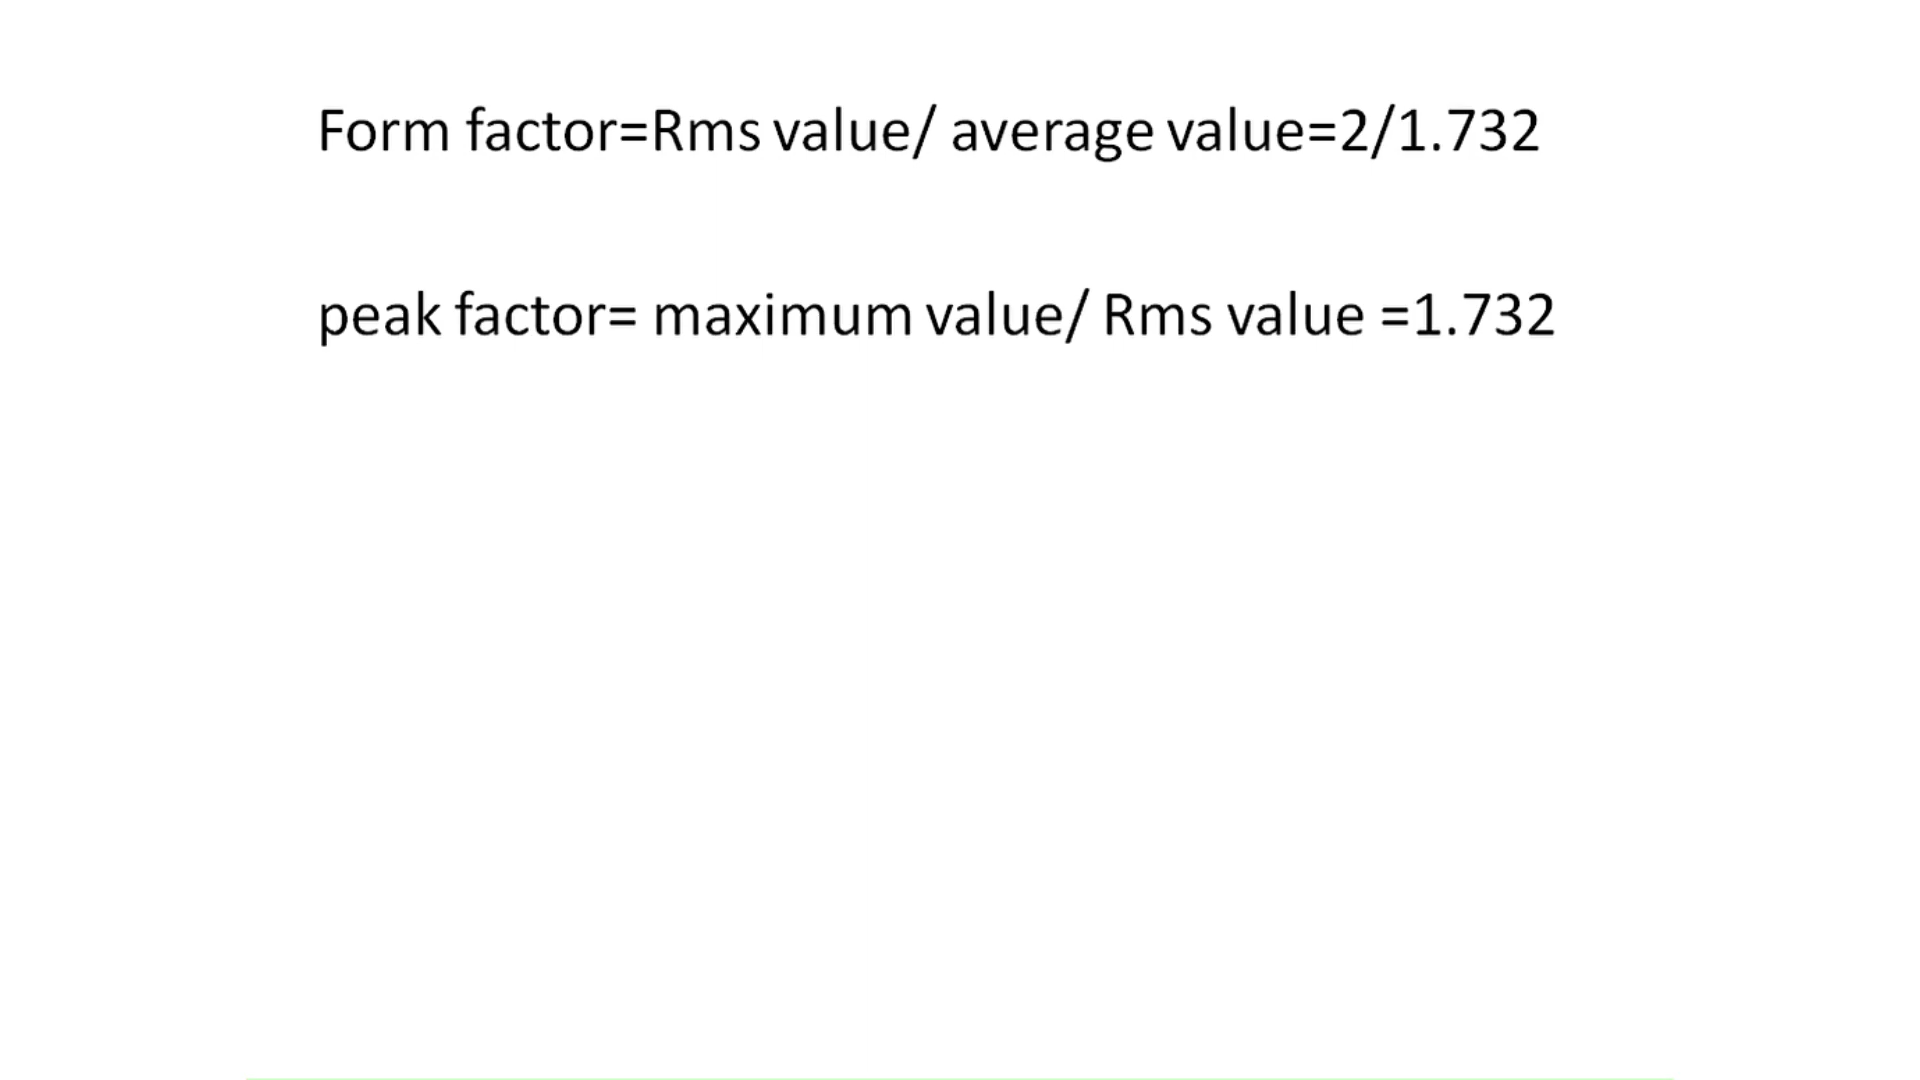 Form factor=Rms value/ average value=2/1.732
peak factor= maximum value/ Rms value =1.732